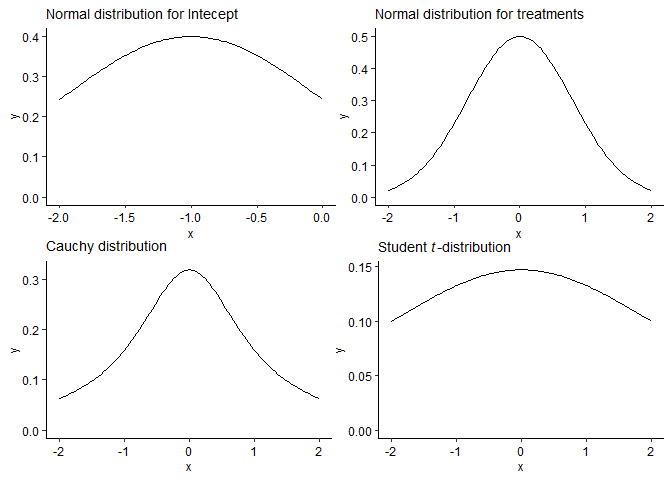 Normal distribution for Intecept
0.4
0.3
0.2
0.1
0.0
y
-2.0 -1.5 -1.0 -0.5 0.0
x
Normal distribution for treatments
0.5
0.4
0.3
0.2
0.1
0.0
y
-2 -1 0 1 2
x
Cauchy distribution
0.3
0.2
0.1
0.0
y
-2 -1 0 1 2
x
Student t-distribution
0.15
0.10
0.05
0.00
y
-2 -1 0 1 2
x